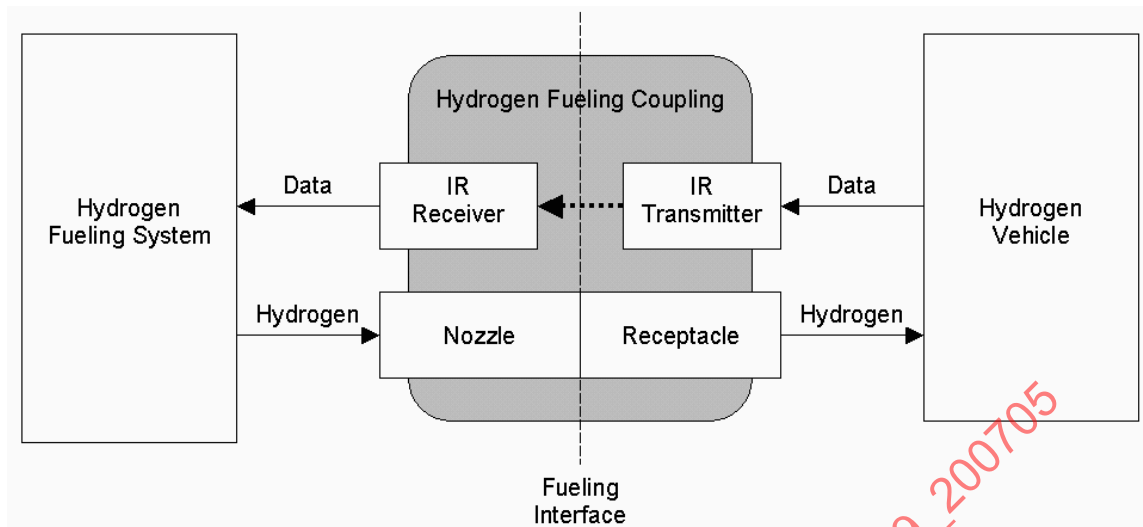 Hydrogen Fueling Coupling
Data
IR
Receiver
IR
Transmitter
Data
Hydrogen
Fueling System
Hydrogen
Vehicle
Hydrogen
Nozzle
Receptacle
Hydrogen
Fueling
Interface
_200705